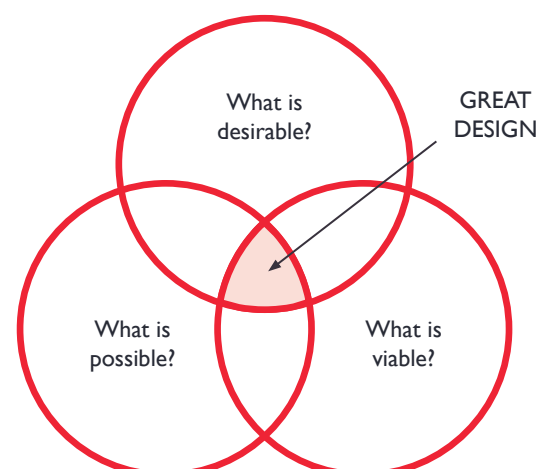 What is
desirable?
GREAT
DESIGN
What is
possible?
What is
viable?